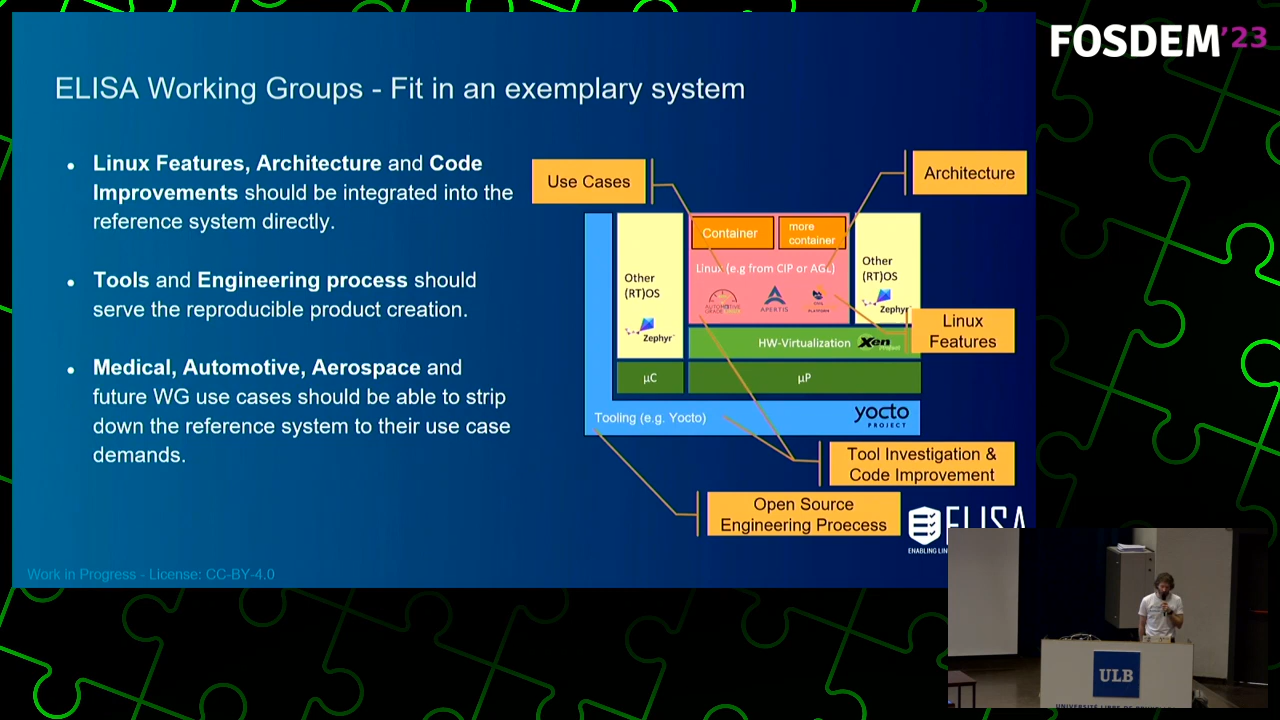 FOSDEM'23
ELISA Working Groups - Fit in an exemplary system
Linux Features, Architecture and Code
Improvements should be integrated into the
reference system directly.
Tools and Engineering process should
serve the reproducible product creation.
Medical, Automotive, Aerospace and
future WG use cases should be able to strip
down the reference system to their use case
demands.
Use Cases
Architecture
Container
more
container
Linux (e.g from CIP or AGL)
AUTOMOTIVE
APERTIS
CIVIL
PLATFORM
Other
(RT)OS
Zephyr
Other
(RT)OS
Zephyr
Linux
Features
HW-Virtualization
Xen
µC
µP
Tooling (e.g. Yocto)
yocto
PROJECT
Tool Investigation &
Code Improvement
Open Source
Engineering Proecess
ELISA
ENABLING LIN
Work in Progress - License: CC-BY-4.0
ULB